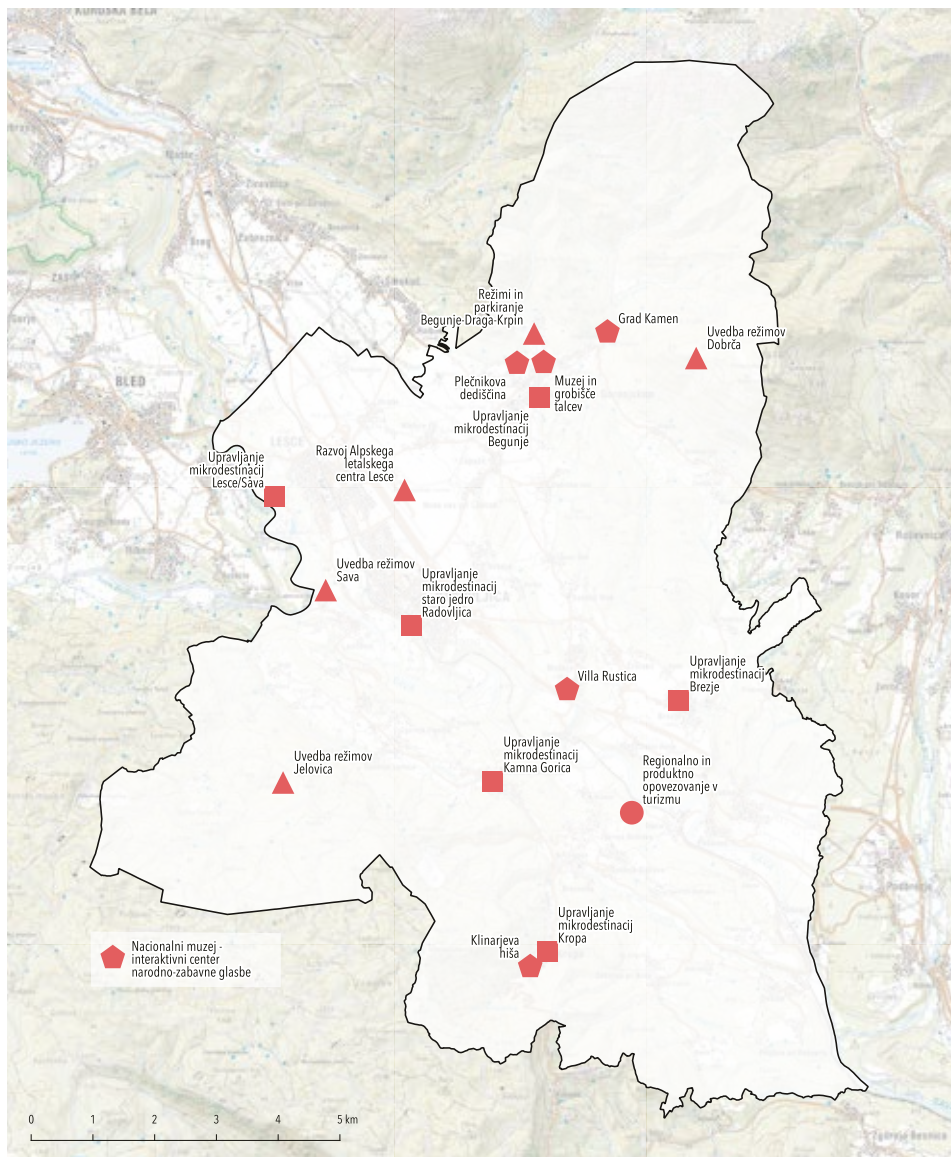 KOROŠKA BELA
Režimi in
parkiranje
Begunje-Draga-Krpin
Grad Kamen
Uvedba režimov
Dobrča
Plečnikova
dediščina
Muzej in
grobišče
talcev
Upravljanje
mikrodestinacij
Begunje
BLED
LESCE
Razvoj Alpskega
letalskega
centra Lesce
Upravljanje
mikrodestinacij
Lesce/Sava
Uvedba režimov
Sava
Upravljanje
mikrodestinacij
staro jedro
Radovljica
Villa Rustica
Upravljanje
mikrodestinacij
Brezje
Uvedba režimov
Jelovica
Upravljanje
mikrodestinacij
Kamna Gorica
Regionalno in
produktno
opovezovanje v
turizmu
Upravljanje
mikrodestinacij
Kropa
Klinarjeva
hiša
Nacionalni muzej -
interaktivni center
narodno-zabavne glasbe
0 1 2 3 4 5 km